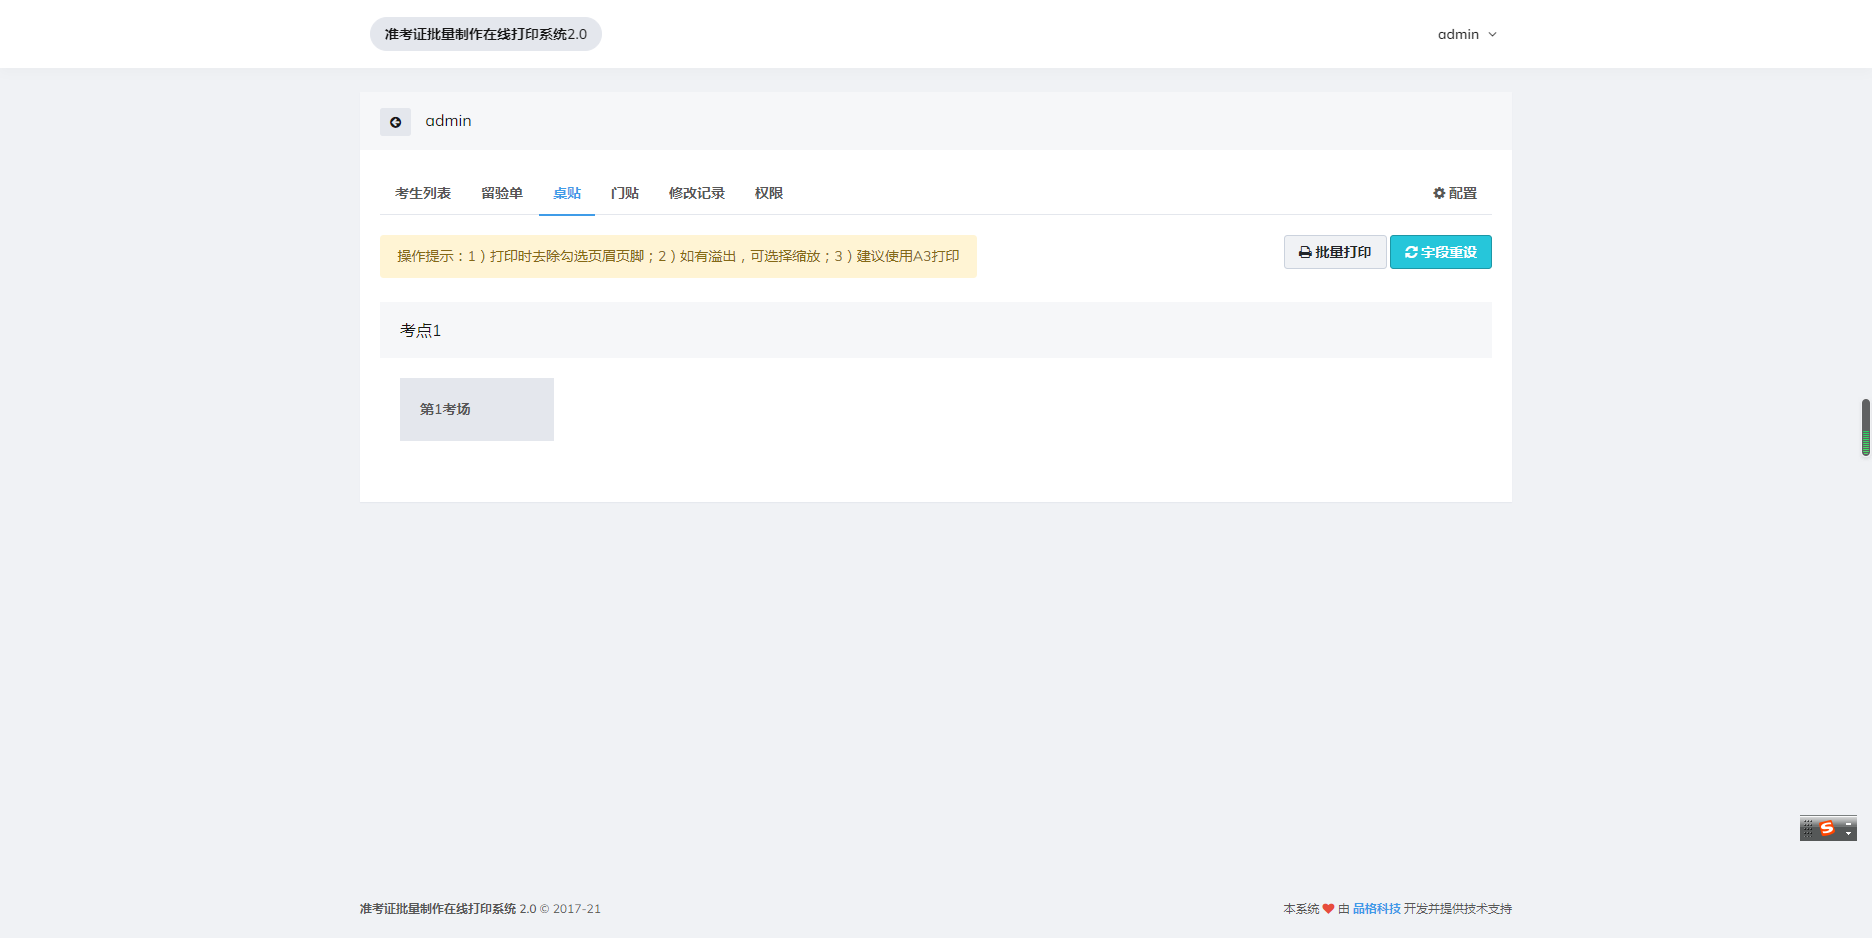 准考证批量制作在线打印系统2.0
admin
admin
考生列表 留验单 桌贴 门贴 修改记录 权限 配置
操作提示：1）打印时去除勾选页眉页脚；2）如有溢出，可选择缩放；3）建议使用A3打印 批量打印 字段重设
考点1
第1考场
S
准考证批量制作在线打印系统 2.0 © 2017-21 本系统 ❤ 由 品格科技 开发并提供技术支持